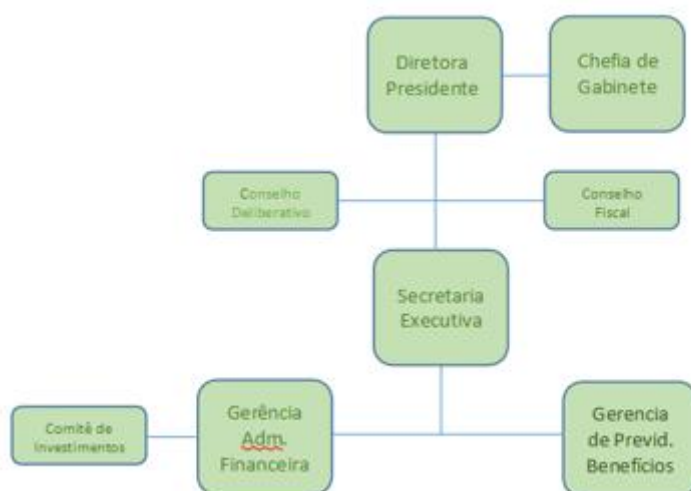 Diretora
Presidente
Chefia de
Gabinete
Conselho
Deliberativo
Conselho
Fiscal
Secretaria
Executiva
Comitê de
Investimentos
Gerência
Adm.
Financeira
Gerencia
de Previd.
Benefícios